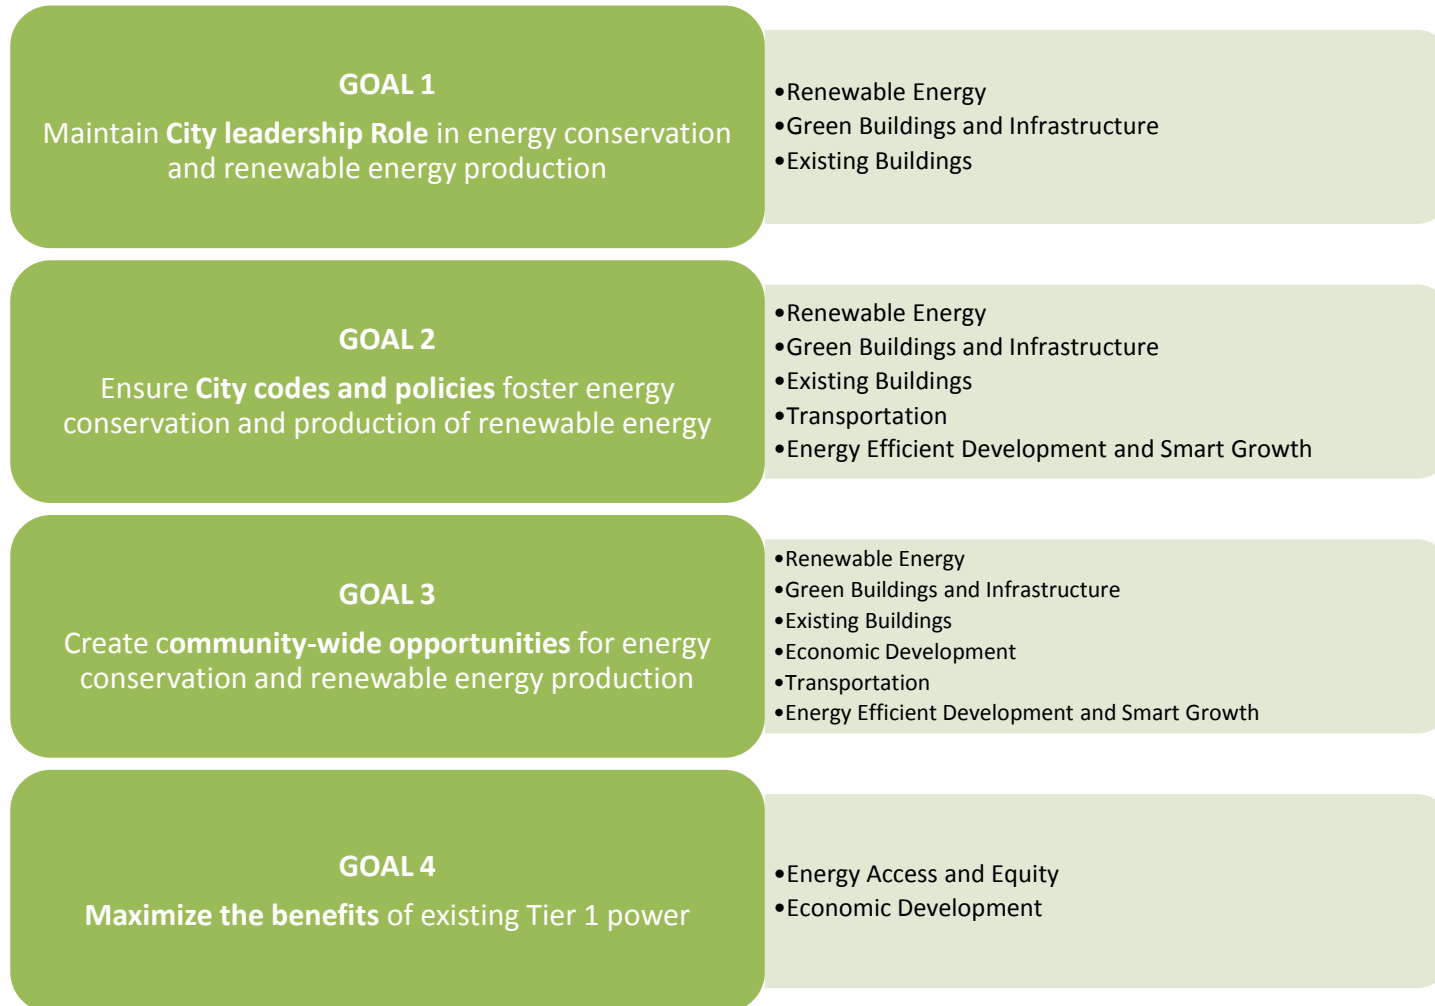 GOAL 1
Maintain City leadership Role in energy conservation
and renewable energy production
•Renewable Energy
•Green Buildings and Infrastructure
•Existing Buildings
GOAL 2
Ensure City codes and policies foster energy
conservation and production of renewable energy
•Renewable Energy
•Green Buildings and Infrastructure
•Existing Buildings
•Transportation
•Energy Efficient Development and Smart Growth
GOAL 3
Create community-wide opportunities for energy
conservation and renewable energy production
•Renewable Energy
•Green Buildings and Infrastructure
•Existing Buildings
•Economic Development
•Transportation
•Energy Efficient Development and Smart Growth
GOAL 4
Maximize the benefits of existing Tier 1 power
•Energy Access and Equity
•Economic Development